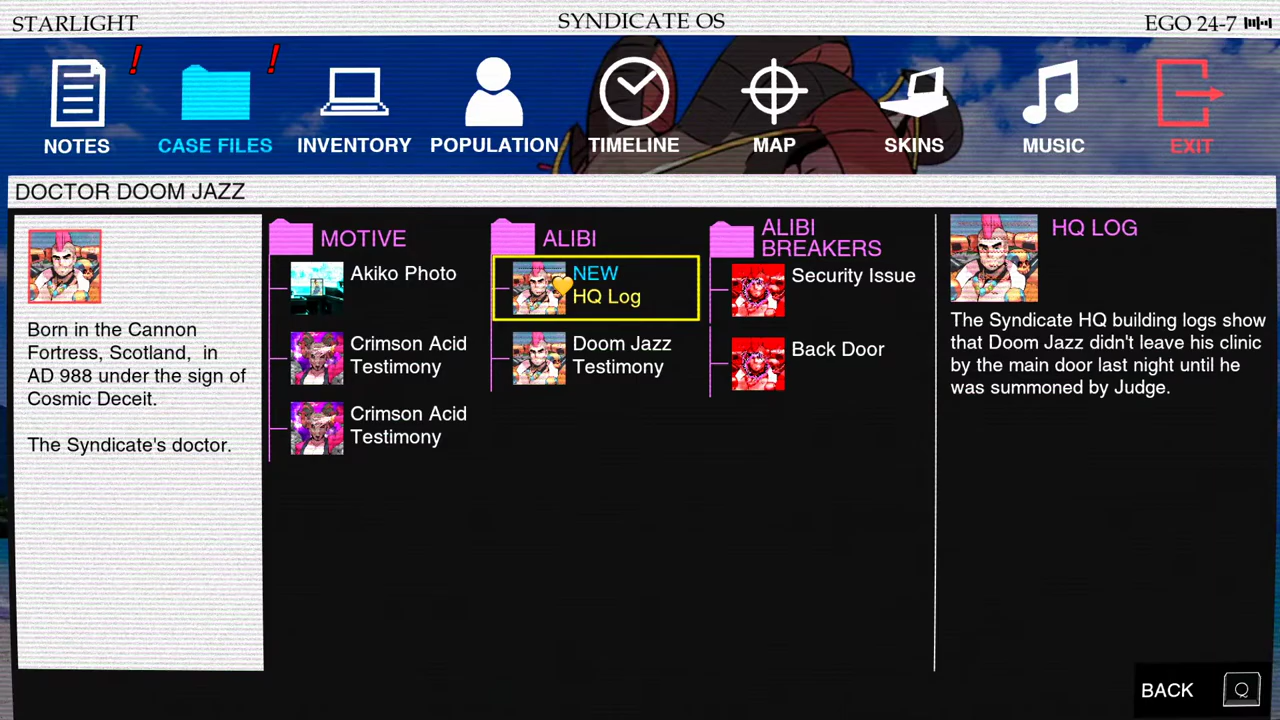 STARLIGHT
SYNDICATE OS
EGO 24-7
! !
NOTES
CASE FILES
INVENTORY
POPULATION
TIMELINE
MAP
SKINS
MUSIC
EXIT
DOCTOR DOOM JAZZ
Born in the Cannon
Fortress, Scotland, in
AD 988 under the sign of
Cosmic Deceit.
The Syndicate's doctor.
MOTIVE
Akiko Photo
Crimson Acid
Testimony
Crimson Acid
Testimony
ALIBI
NEW
HQ Log
Doom Jazz
Testimony
ALIBI
BREAKERS
Security Issue
Back Door
HQ LOG
The Syndicate HQ building logs show
that Doom Jazz didn't leave his clinic
by the main door last night until he
was summoned by Judge.
BACK
Q